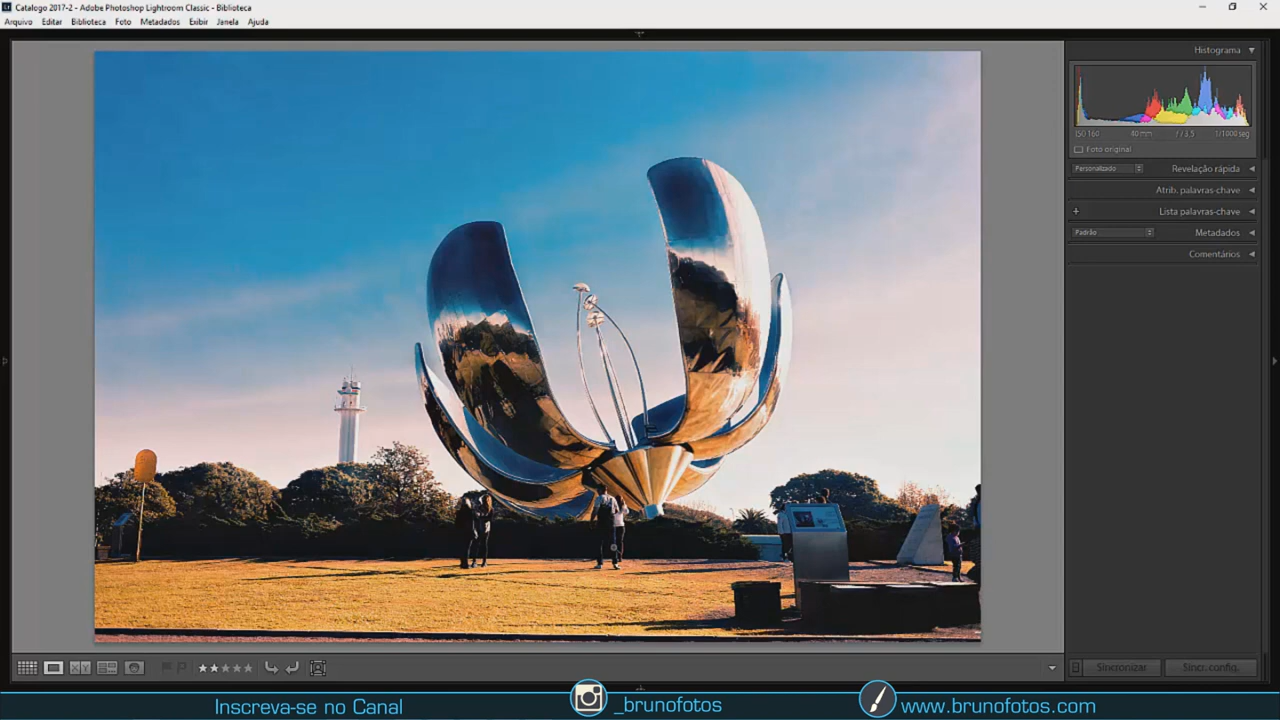 Catalogo 2017-2 - Adobe Photoshop Lightroom Classic - Biblioteca
Arquivo Editar Biblioteca Foto Metadados Exibir Janela Ajuda
Histograma
ISO 160 40 mm f / 3,5 1/1000 seg
Foto original
Personalizado Revelação rápida
Atrib. palavras-chave
+ Lista palavras-chave
Padrão Metadados
Comentários
Sincronizar Sincr. config.
Inscreva-se no Canal _brunofotos www.brunofotos.com